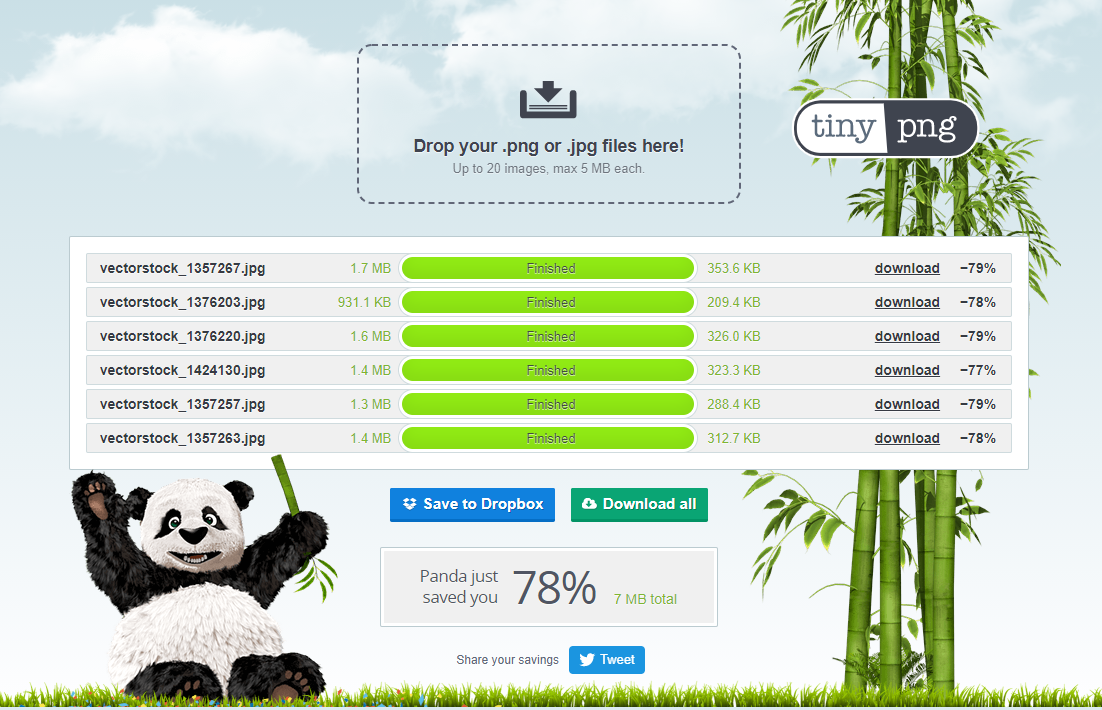 tiny png
Drop your .png or .jpg files here!
Up to 20 images, max 5 MB each.
vectorstock_1357267.jpg 1.7 MB Finished 353.6 KB download −79%
vectorstock_1376203.jpg 931.1 KB Finished 209.4 KB download −78%
vectorstock_1376220.jpg 1.6 MB Finished 326.0 KB download −79%
vectorstock_1424130.jpg 1.4 MB Finished 323.3 KB download −77%
vectorstock_1357257.jpg 1.3 MB Finished 288.4 KB download −79%
vectorstock_1357263.jpg 1.4 MB Finished 312.7 KB download −78%
Save to Dropbox Download all
Panda just
saved you 78% 7 MB total
Share your savings Tweet